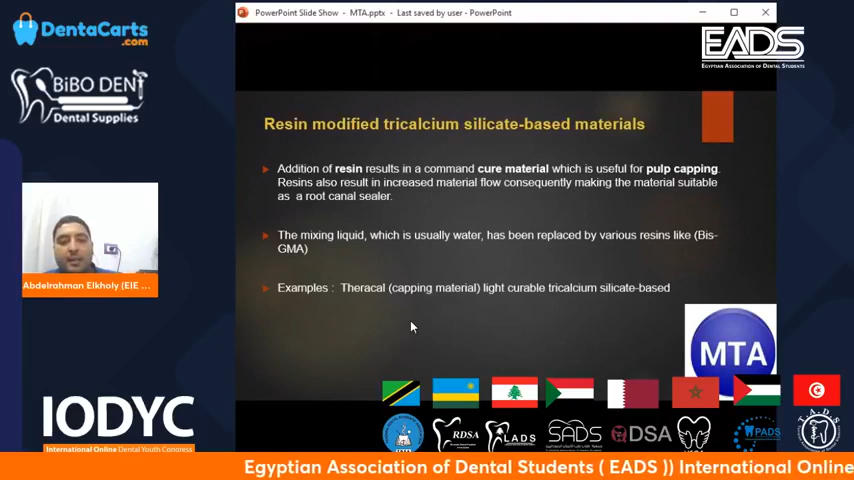 PowerPoint Slide Show - MTA.pptx - Last saved by user - PowerPoint
DentaCarts
.com
EADS
EGYPTIAN ASSOCIATION OF DENTAL STUDENTS
BiBO DENT
Dental Supplies
Resin modified tricalcium silicate-based materials
Addition of resin results in a command cure material which is useful for pulp capping.
Resins also result in increased material flow consequently making the material suitable
as a root canal sealer.
The mixing liquid, which is usually water, has been replaced by various resins like (Bis-
GMA)
Examples : Theracal (capping material) light curable tricalcium silicate-based
Abdelrahman Elkholy (EIE ...
MTA
IODYC
International Online Dental Youth Congress
RDSA
LADS
SADS
QDSA
PADS
T.A.D.S
Egyptian Association of Dental Students ( EADS )) International Online